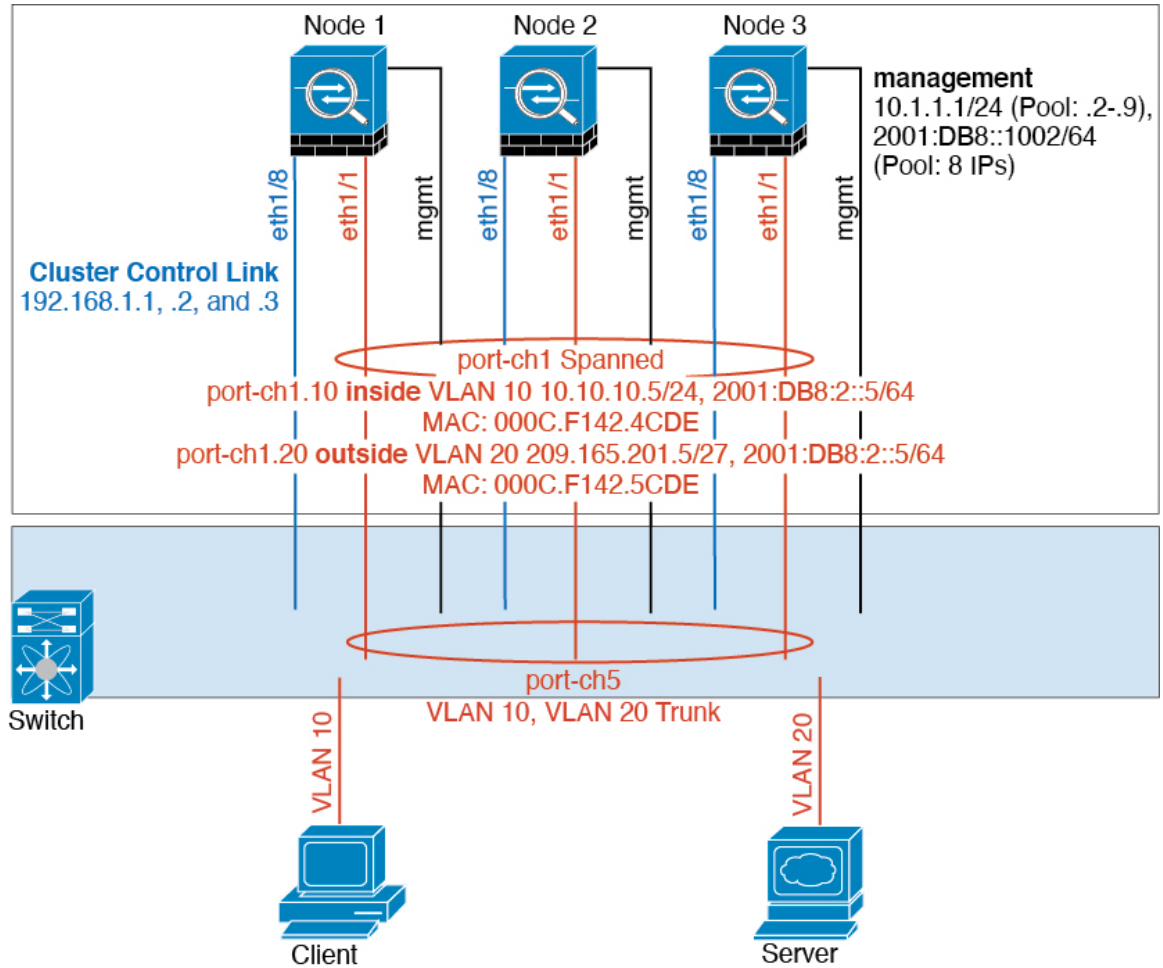 Node 1
Node 2
Node 3
management
10.1.1.1/24 (Pool: .2-.9),
2001:DB8::1002/64
(Pool: 8 IPs)
eth1/8
eth1/1
mgmt
eth1/8
eth1/1
mgmt
eth1/8
eth1/1
mgmt
Cluster Control Link
192.168.1.1, .2, and .3
port-ch1 Spanned
port-ch1.10 inside VLAN 10 10.10.10.5/24, 2001:DB8:2::5/64
MAC: 000C.F142.4CDE
port-ch1.20 outside VLAN 20 209.165.201.5/27, 2001:DB8:2::5/64
MAC: 000C.F142.5CDE
port-ch5
VLAN 10, VLAN 20 Trunk
Switch
VLAN 10
VLAN 20
Client
Server